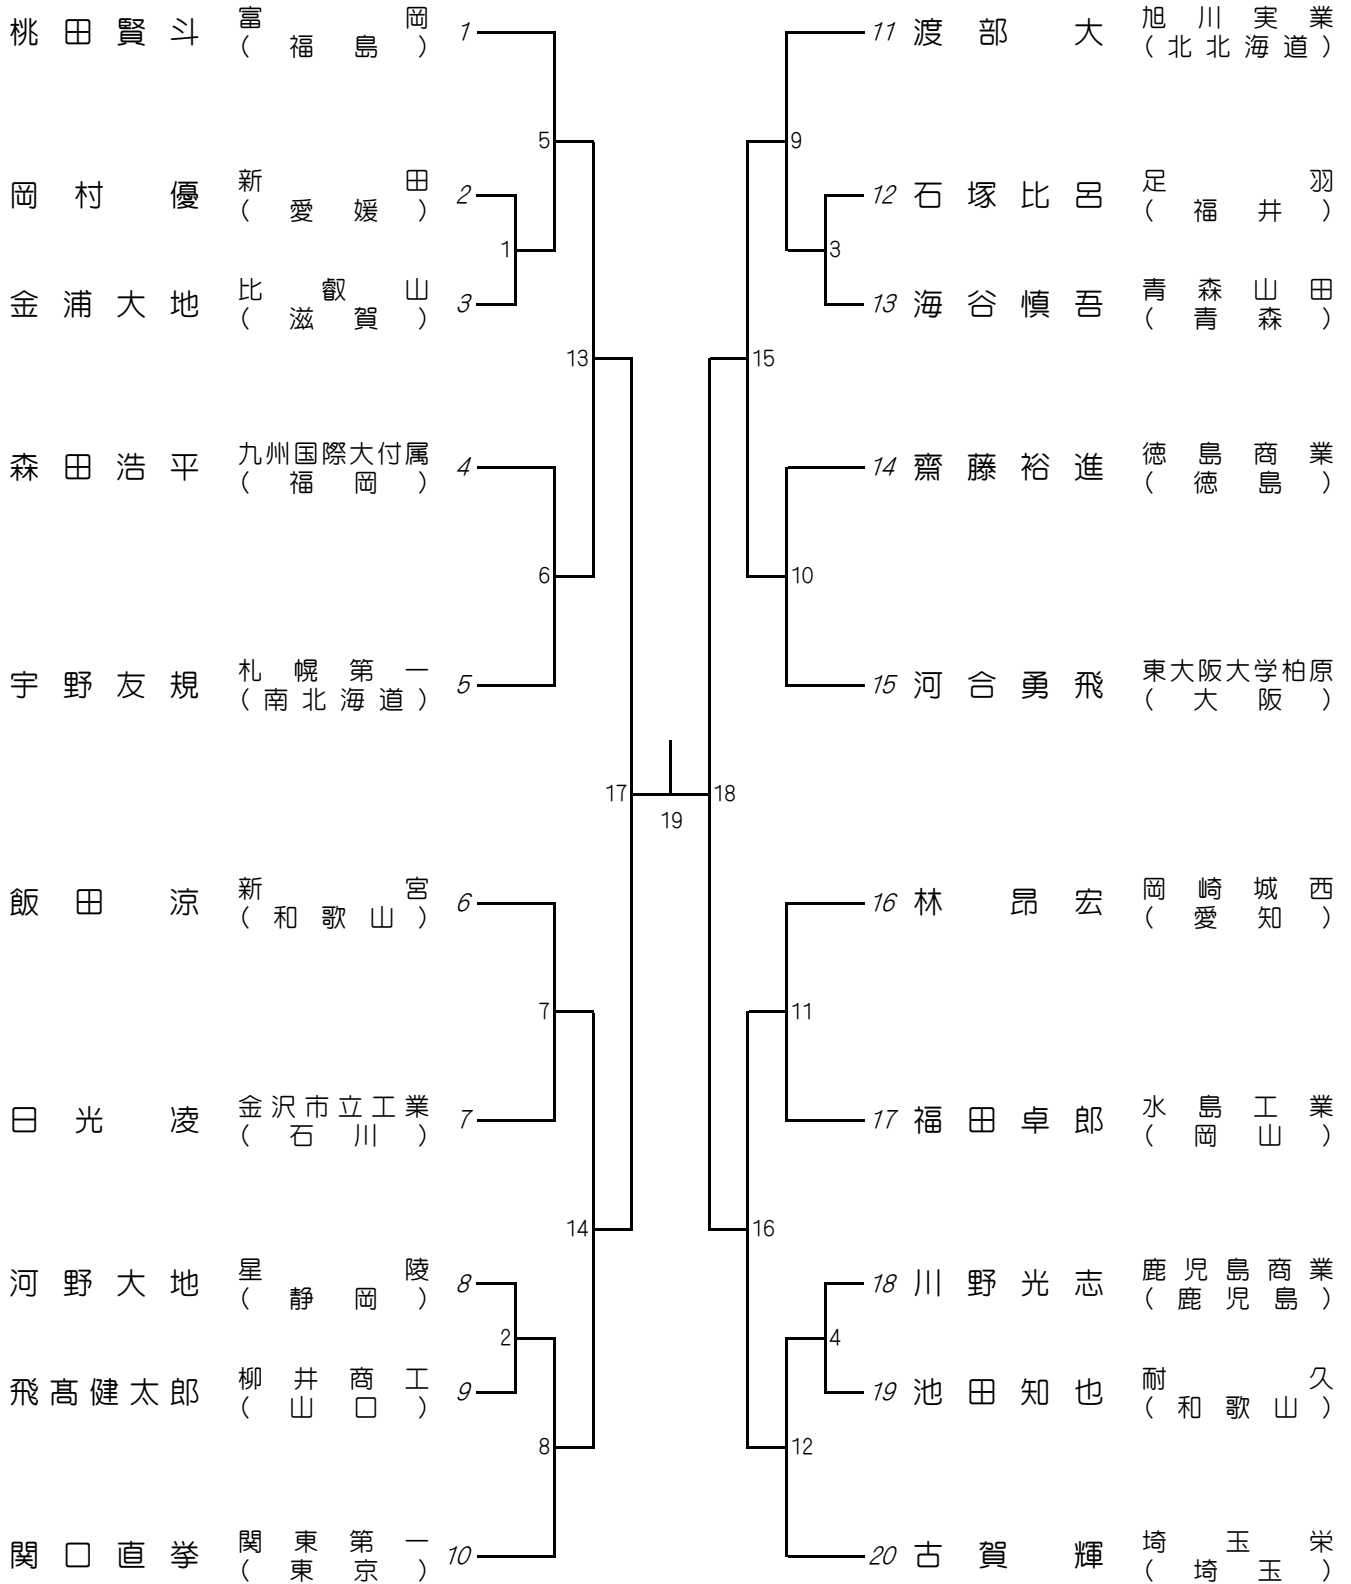 桃田賢斗 富岡 1
(福島)
岡村優 新田 2
(愛媛)
1
金浦大地 比叡山 3
(滋賀)
5
13
森田浩平 九州国際大付属 4
(福岡)
6
宇野友規 札幌第一 5
(南北海道)
17
飯田涼 新宮 6
(和歌山)
7
日光凌 金沢市立工業 7
(石川)
14
河野大地 星陵 8
(静岡)
2
飛髙健太郎 柳井商工 9
(山口)
8
関口直挙 関東第一 10
(東京)
19
11 渡部大 旭川実業
(北北海道)
9
12 石塚比呂 足羽
(福井)
3
13 海谷慎吾 青森山田
(青森)
15
14 齋藤裕進 徳島商業
(徳島)
10
15 河合勇飛 東大阪大学柏原
(大阪)
18
16 林昂宏 岡崎城西
(愛知)
11
17 福田卓郎 水島工業
(岡山)
16
18 川野光志 鹿児島商業
(鹿児島)
4
19 池田知也 耐久
(和歌山)
12
20 古賀輝 埼玉栄
(埼玉)